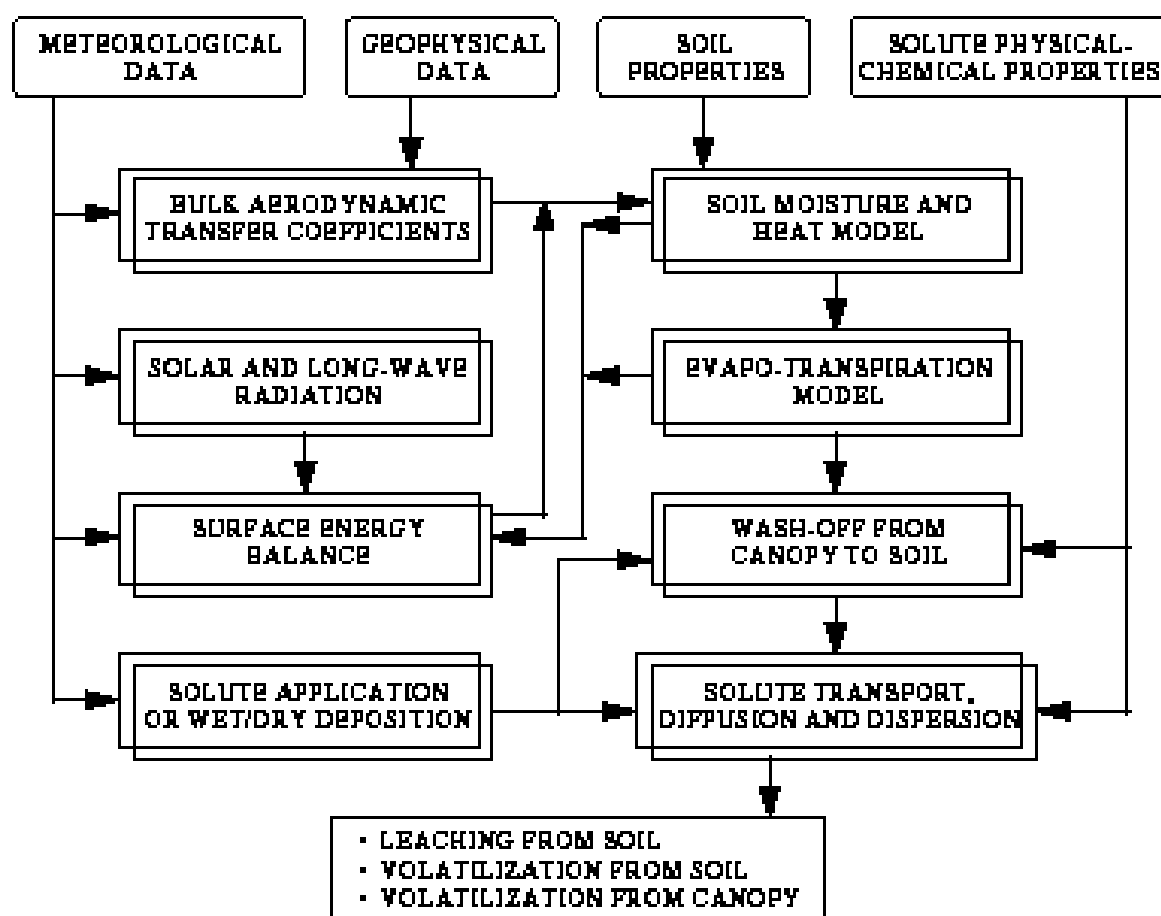 METEOROLOGICAL
DATA
GEOPHYSICAL
DATA
SOIL
PROPERTIES
SOLUTE PHYSICAL-
CHEMICAL PROPERTIES
BULK AERODYNAMIC
TRANSFER COEFFICIENTS
SOIL MOISTURE AND
HEAT MODEL
SOLAR AND LONG-WAVE
RADIATION
EVAPO-TRANSPIRATION
MODEL
SURFACE ENERGY
BALANCE
WASH-OFF FROM
CANOPY TO SOIL
SOLUTE APPLICATION
OR WET/DRY DEPOSITION
SOLUTE TRANSPORT,
DIFFUSION AND DISPERSION
• LEACHING FROM SOIL
• VOLATILIZATION FROM SOIL
• VOLATILIZATION FROM CANOPY